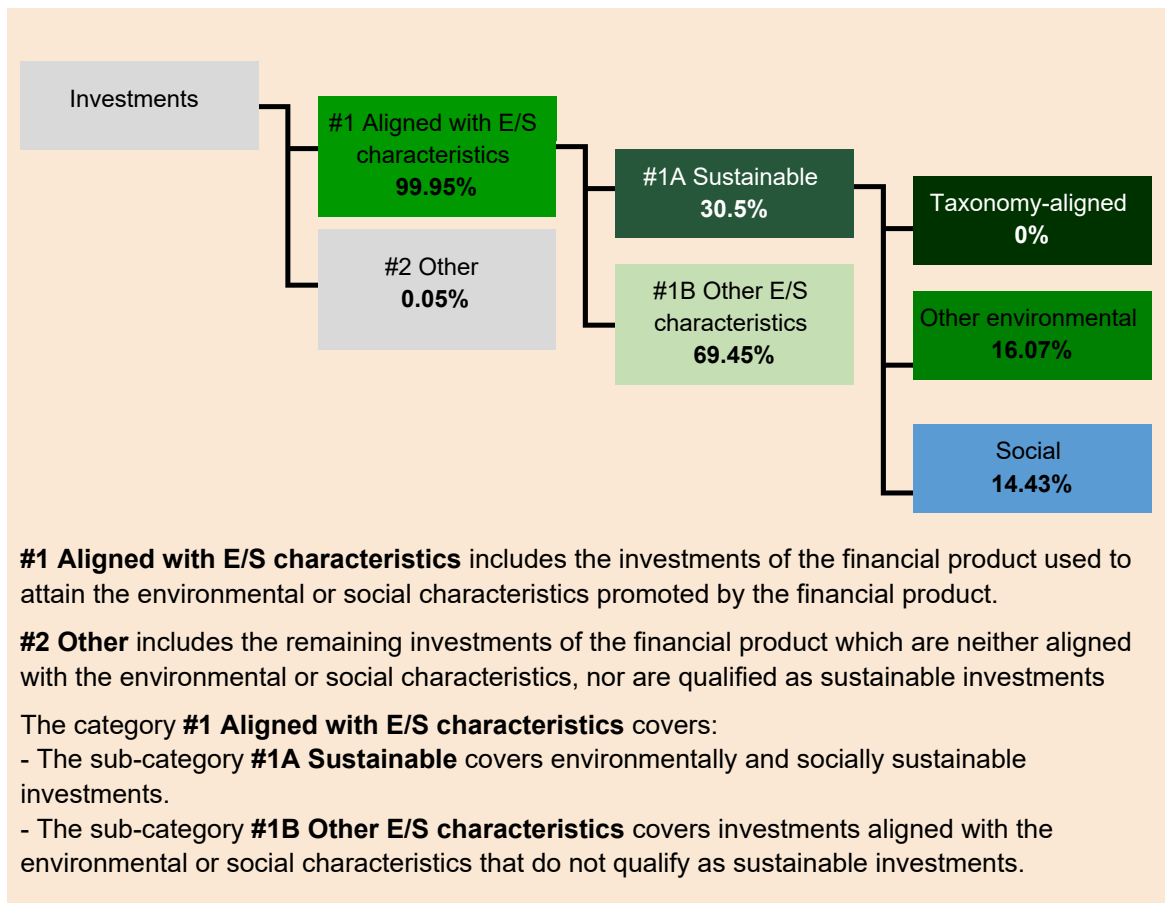 Investments
#1 Aligned with E/S
characteristics
99.95%
#2 Other
0.05%
#1A Sustainable
30.5%
#1B Other E/S
characteristics
69.45%
Taxonomy-aligned
0%
Other environmental
16.07%
Social
14.43%
#1 Aligned with E/S characteristics includes the investments of the financial product used to
attain the environmental or social characteristics promoted by the financial product.
#2 Other includes the remaining investments of the financial product which are neither aligned
with the environmental or social characteristics, nor are qualified as sustainable investments
The category #1 Aligned with E/S characteristics covers:
- The sub-category #1A Sustainable covers environmentally and socially sustainable
investments.
- The sub-category #1B Other E/S characteristics covers investments aligned with the
environmental or social characteristics that do not qualify as sustainable investments.